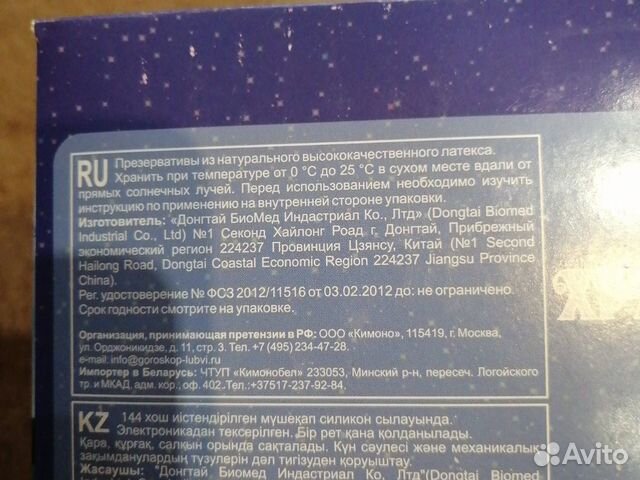 RU Презервативы из натурального высококачественного латекса.
Хранить при температуре от 0 °C до 25 °C в сухом месте вдали от
прямых солнечных лучей. Перед использованием необходимо изучить
инструкцию по применению на внутренней стороне упаковки.
Изготовитель: «Донгтай БиоМед Индастриал Ко., Лтд» (Dongtai Biomed
Industrial Co., Ltd) №1 Секонд Хайлонг Роад г. Донгтай, Прибрежный
экономический регион 224237 Провинция Цзянсу, Китай (№1 Second
Hailong Road, Dongtai Coastal Economic Region 224237 Jiangsu Province
China).
Рег. удостоверение № ФСЗ 2012/11516 от 03.02.2012 до: не ограничено.
Срок годности смотрите на упаковке.
Организация, принимающая претензии в РФ: ООО «Кимоно», 115419, г. Москва,
ул. Орджоникидзе, д. 11, стр. 3. Тел. +7 (495) 234-47-28.
e-mail: info@goroskop-lubvi.ru
Импортер в Беларусь: ЧТУП «Кимонобел» 233053, Минский р-н, пересеч. Логойского
тр. и МКАД, адм. кор., оф. 402.Тел.:+37517-237-92-84.
KZ 144 хош иістендірілген мүшеқап силикон сылауында.
Электроникадан тексерілген. Бір рет қана қолданылады.
Қара, құрғақ, салқын орында сақталады. Күн сәулесі және механикалық
зақымданулардың түзулерін дәл тигізуден қоруыштау.
Жасаушы: "Донгтай БиоМед Индастриал Ко., Лтд"(Dongtai Biomed
Avito